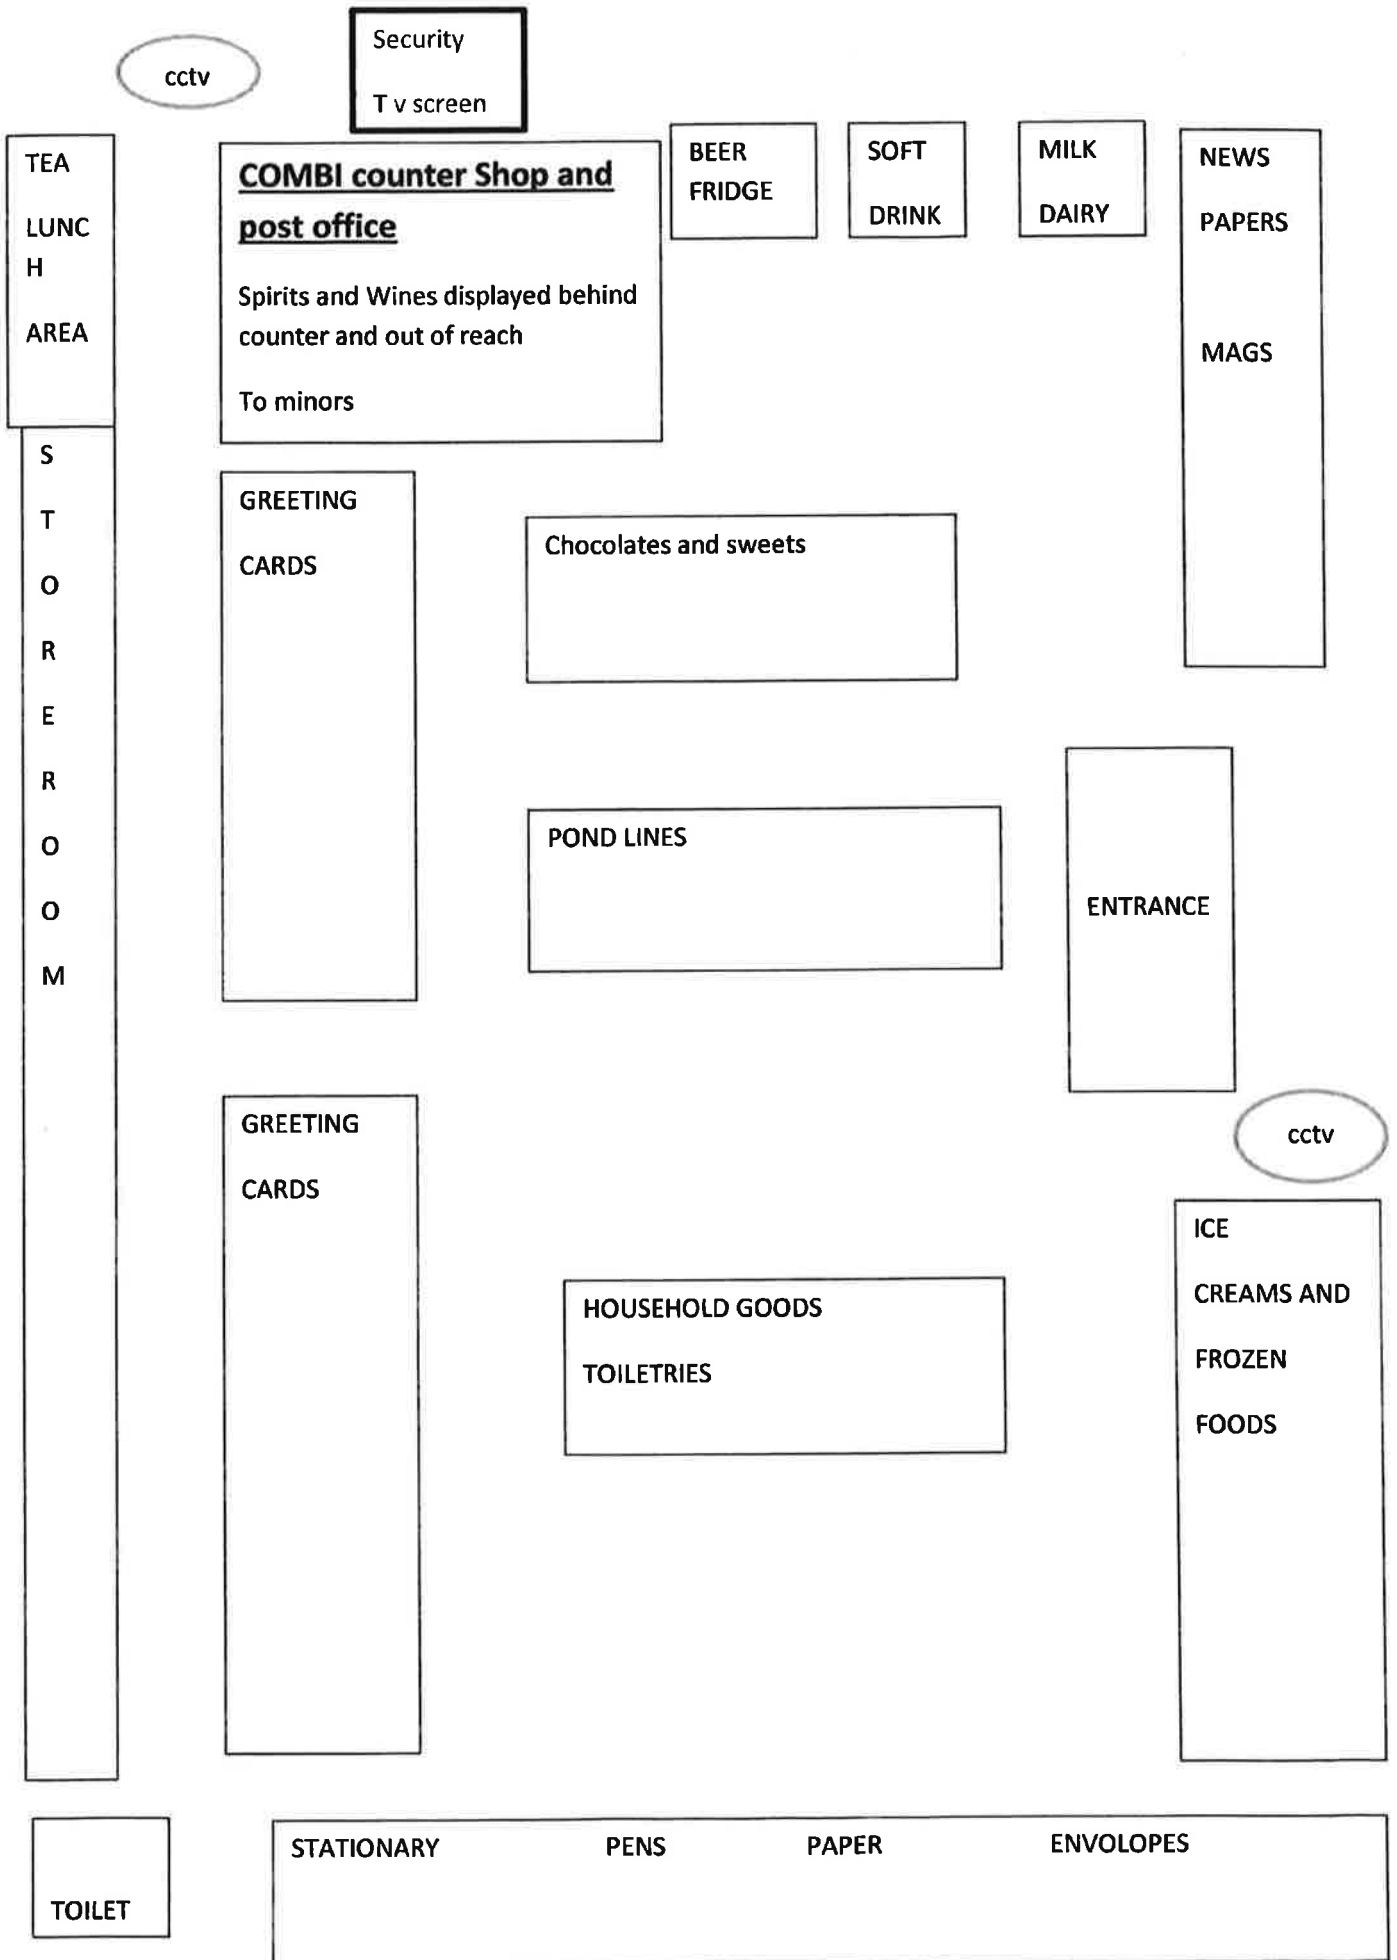 cctv
Security
T v screen
TEA
LUNC
H
AREA
COMBI counter Shop and
post office
Spirits and Wines displayed behind
counter and out of reach
To minors
BEER
FRIDGE
SOFT
DRINK
MILK
DAIRY
NEWS
PAPERS
MAGS
S
T
O
R
E
R
O
O
M
GREETING
CARDS
Chocolates and sweets
POND LINES
ENTRANCE
GREETING
CARDS
cctv
HOUSEHOLD GOODS
TOILETRIES
ICE
CREAMS AND
FROZEN
FOODS
TOILET
STATIONARY PENS PAPER ENVOLOPES